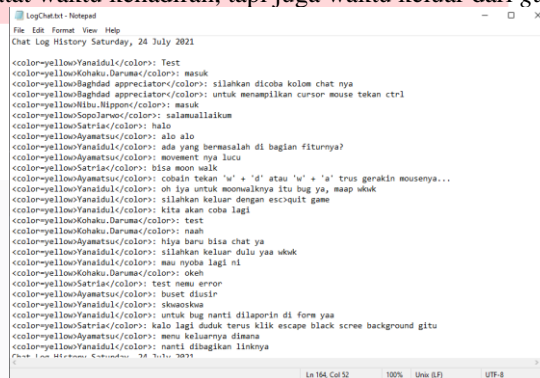 waktu kehadiran, tapi juga waktu keluar dari
LogChat.txt - Notepad
File Edit Format View Help
Chat Log History Saturday, 24 July 2021
<color=yellow>Yanaidul</color>: Test
<color=yellow>Kohaku.Daruma</color>: masuk
<color=yellow>Baghdad appreciator</color>: silahkan dicoba kolom chat nya
<color=yellow>Baghdad appreciator</color>: untuk menampilkan cursor mouse tekan ctrl
<color=yellow>Nibu.Nippon</color>: masuk
<color=yellow>SopoJarwo</color>: salamuallaikum
<color=yellow>Satria</color>: halo
<color=yellow>Ayamatsu</color>: alo alo
<color=yellow>Yanaidul</color>: ada yang bermasalah di bagian fiturnya?
<color=yellow>Ayamatsu</color>: movement nya lucu
<color=yellow>Satria</color>: bisa moon walk
<color=yellow>Ayamatsu</color>: cobain tekan 'w' + 'd' atau 'w' + 'a' trus gerakin mousenya...
<color=yellow>Yanaidul</color>: oh iya untuk moonwalknya itu bug ya, maap wkwk
<color=yellow>Yanaidul</color>: silahkan keluar dengan esc>quit game
<color=yellow>Yanaidul</color>: kita akan coba lagi
<color=yellow>Kohaku.Daruma</color>: test
<color=yellow>Kohaku.Daruma</color>: naah
<color=yellow>Ayamatsu</color>: hiya baru bisa chat ya
<color=yellow>Yanaidul</color>: silahkan keluar dulu yaa wkwk
<color=yellow>Yanaidul</color>: mau nyoba lagi ni
<color=yellow>Kohaku.Daruma</color>: okeh
<color=yellow>Satria</color>: test nemu error
<color=yellow>Ayamatsu</color>: buset diusir
<color=yellow>Yanaidul</color>: skwaoskwa
<color=yellow>Yanaidul</color>: untuk bug nanti dilaporin di form yaa
<color=yellow>Satria</color>: kalo lagi duduk terus klik escape black scree background gitu
<color=yellow>Ayamatsu</color>: menu keluarnya dimana
<color=yellow>Yanaidul</color>: nanti dibagikan linknya
Chat Log History Saturday, 24 July 2021
Ln 164, Col 52 100% Unix (LF) UTF-8